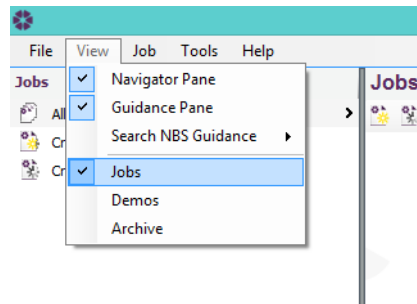 File View Job Tools Help
Jobs
Navigator Pane
Jobs
All
Guidance Pane
Cr
Search NBS Guidance
Cr
Jobs
Demos
Archive